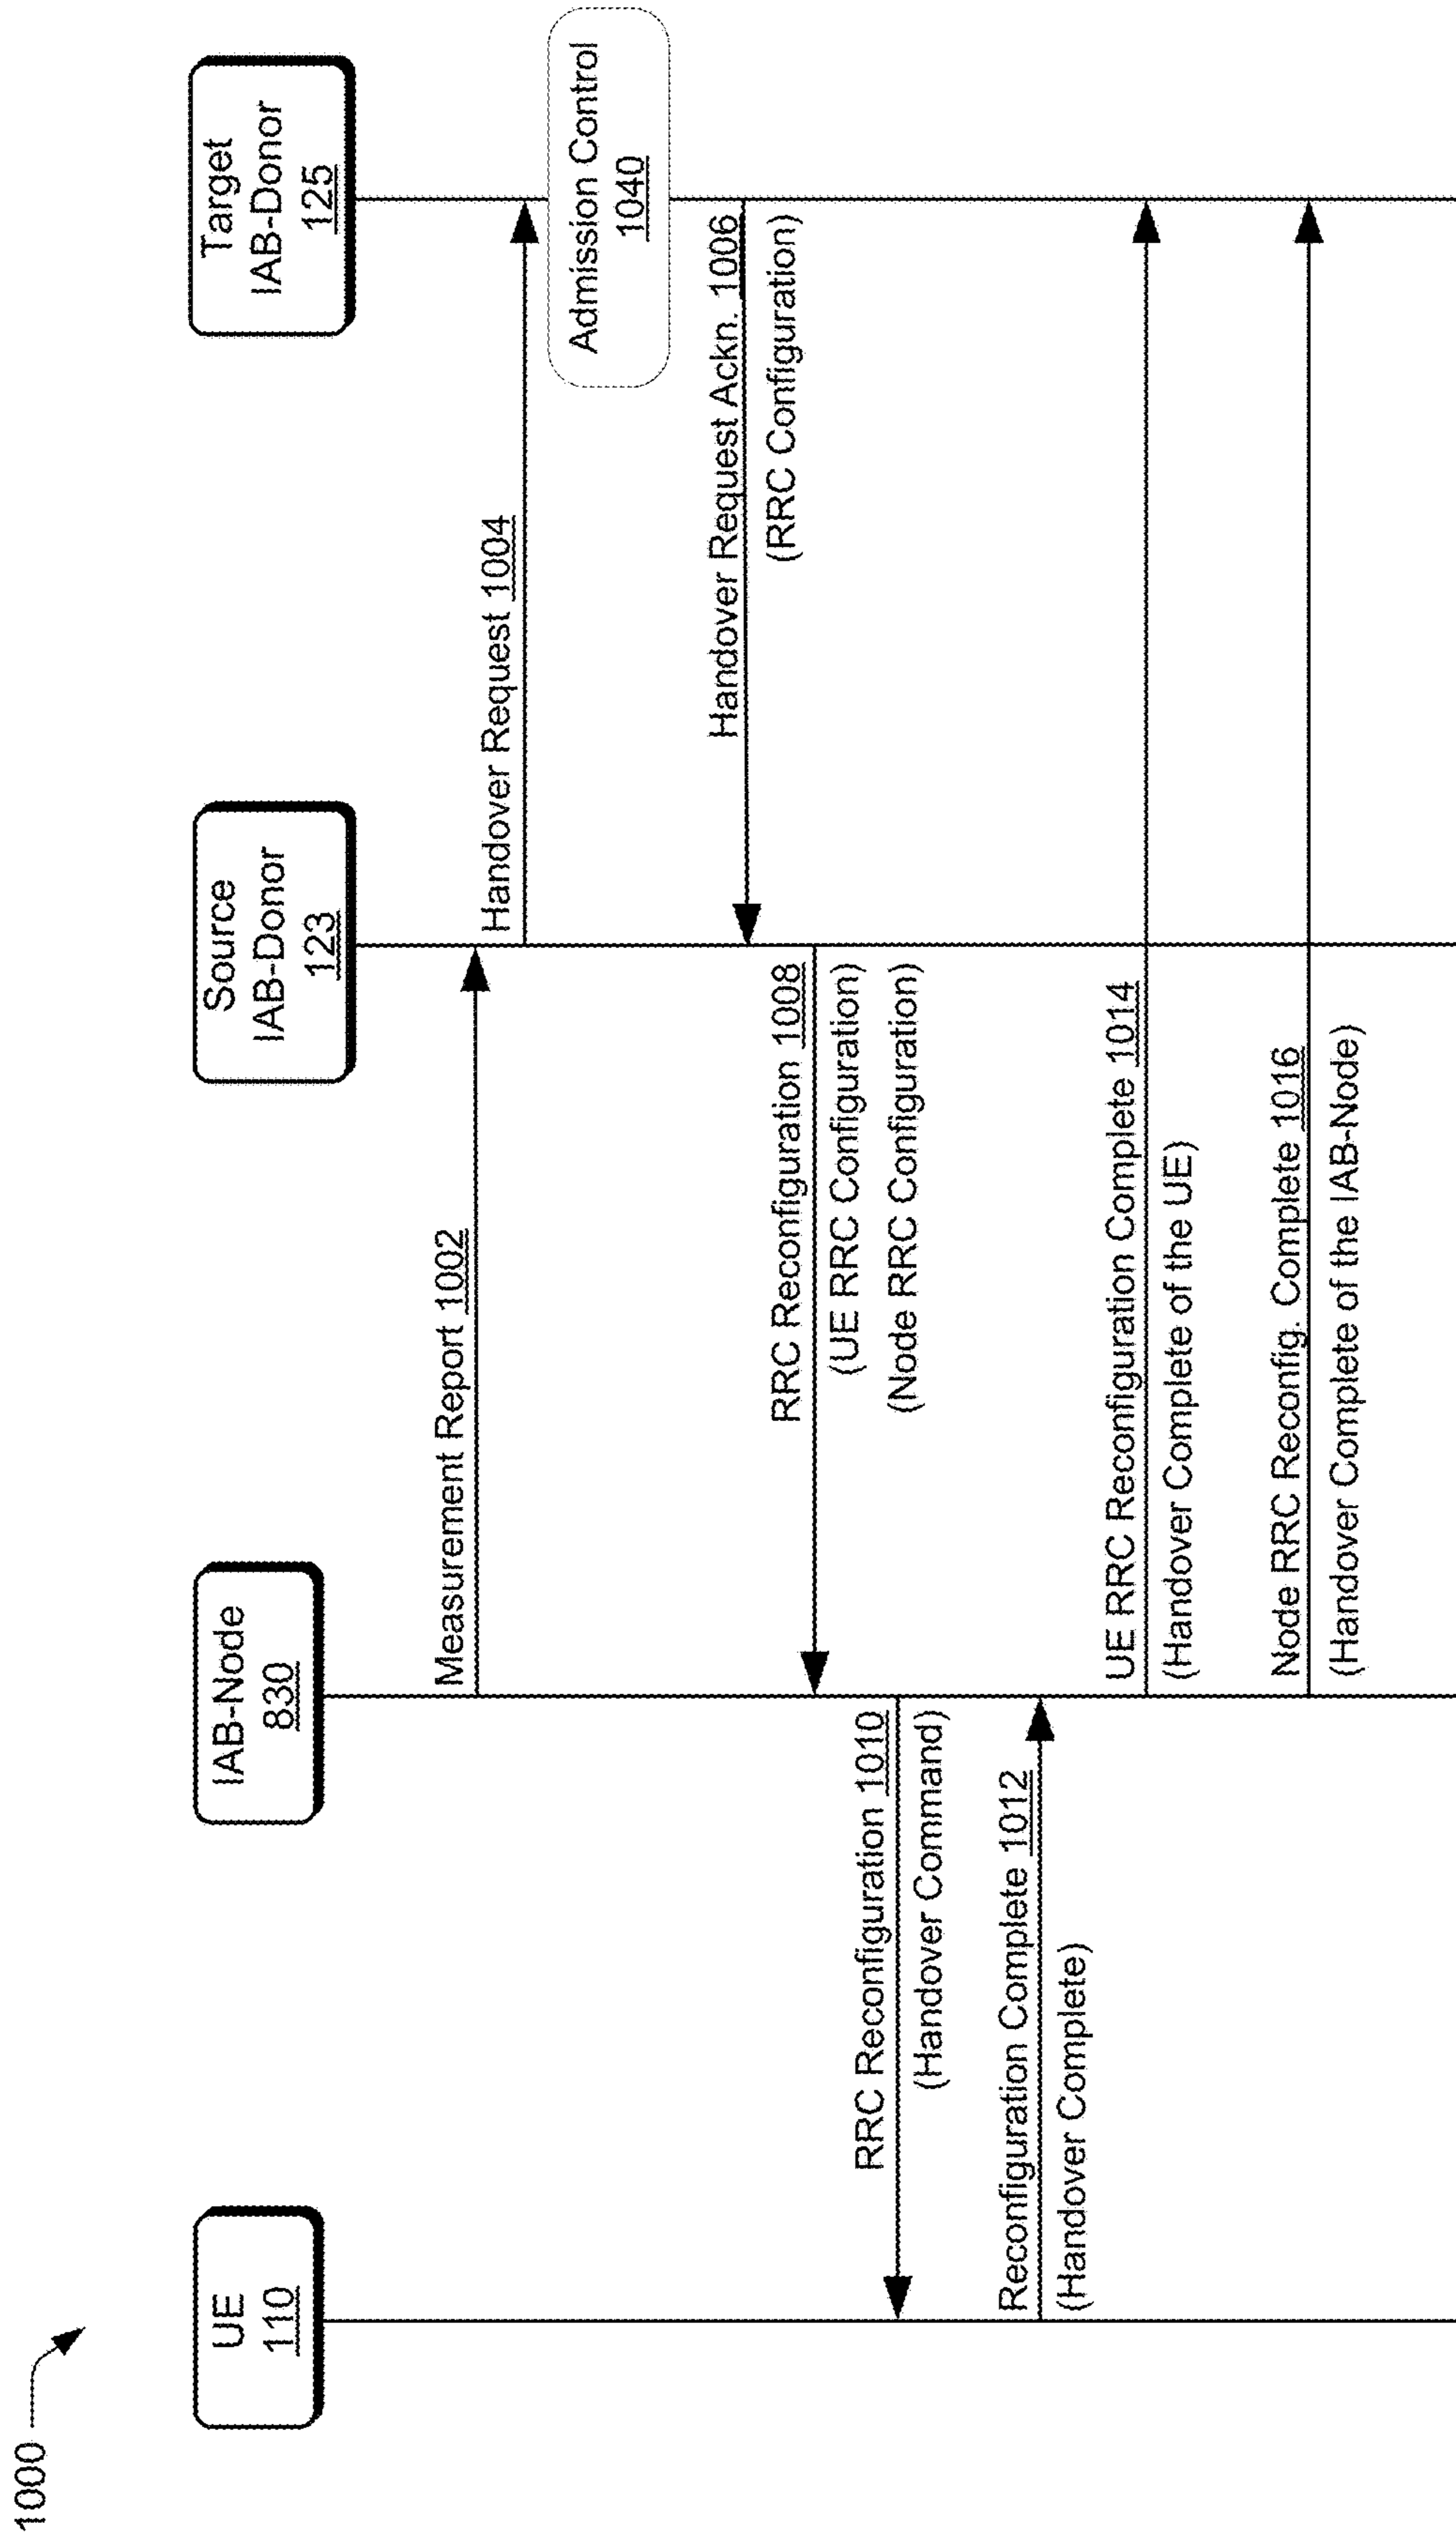 1000
UE
110
IAB-Node
830
Source
IAB-Donor
123
Target
IAB-Donor
125
Measurement Report 1002
Handover Request 1004
Admission Control
1040
Handover Request Ackn. 1006
(RRC Configuration)
RRC Reconfiguration 1008
(UE RRC Configuration)
(Node RRC Configuration)
RRC Reconfiguration 1010
(Handover Command)
Reconfiguration Complete 1012
(Handover Complete)
UE RRC Reconfiguration Complete 1014
(Handover Complete of the UE)
Node RRC Reconfig. Complete 1016
(Handover Complete of the IAB-Node)